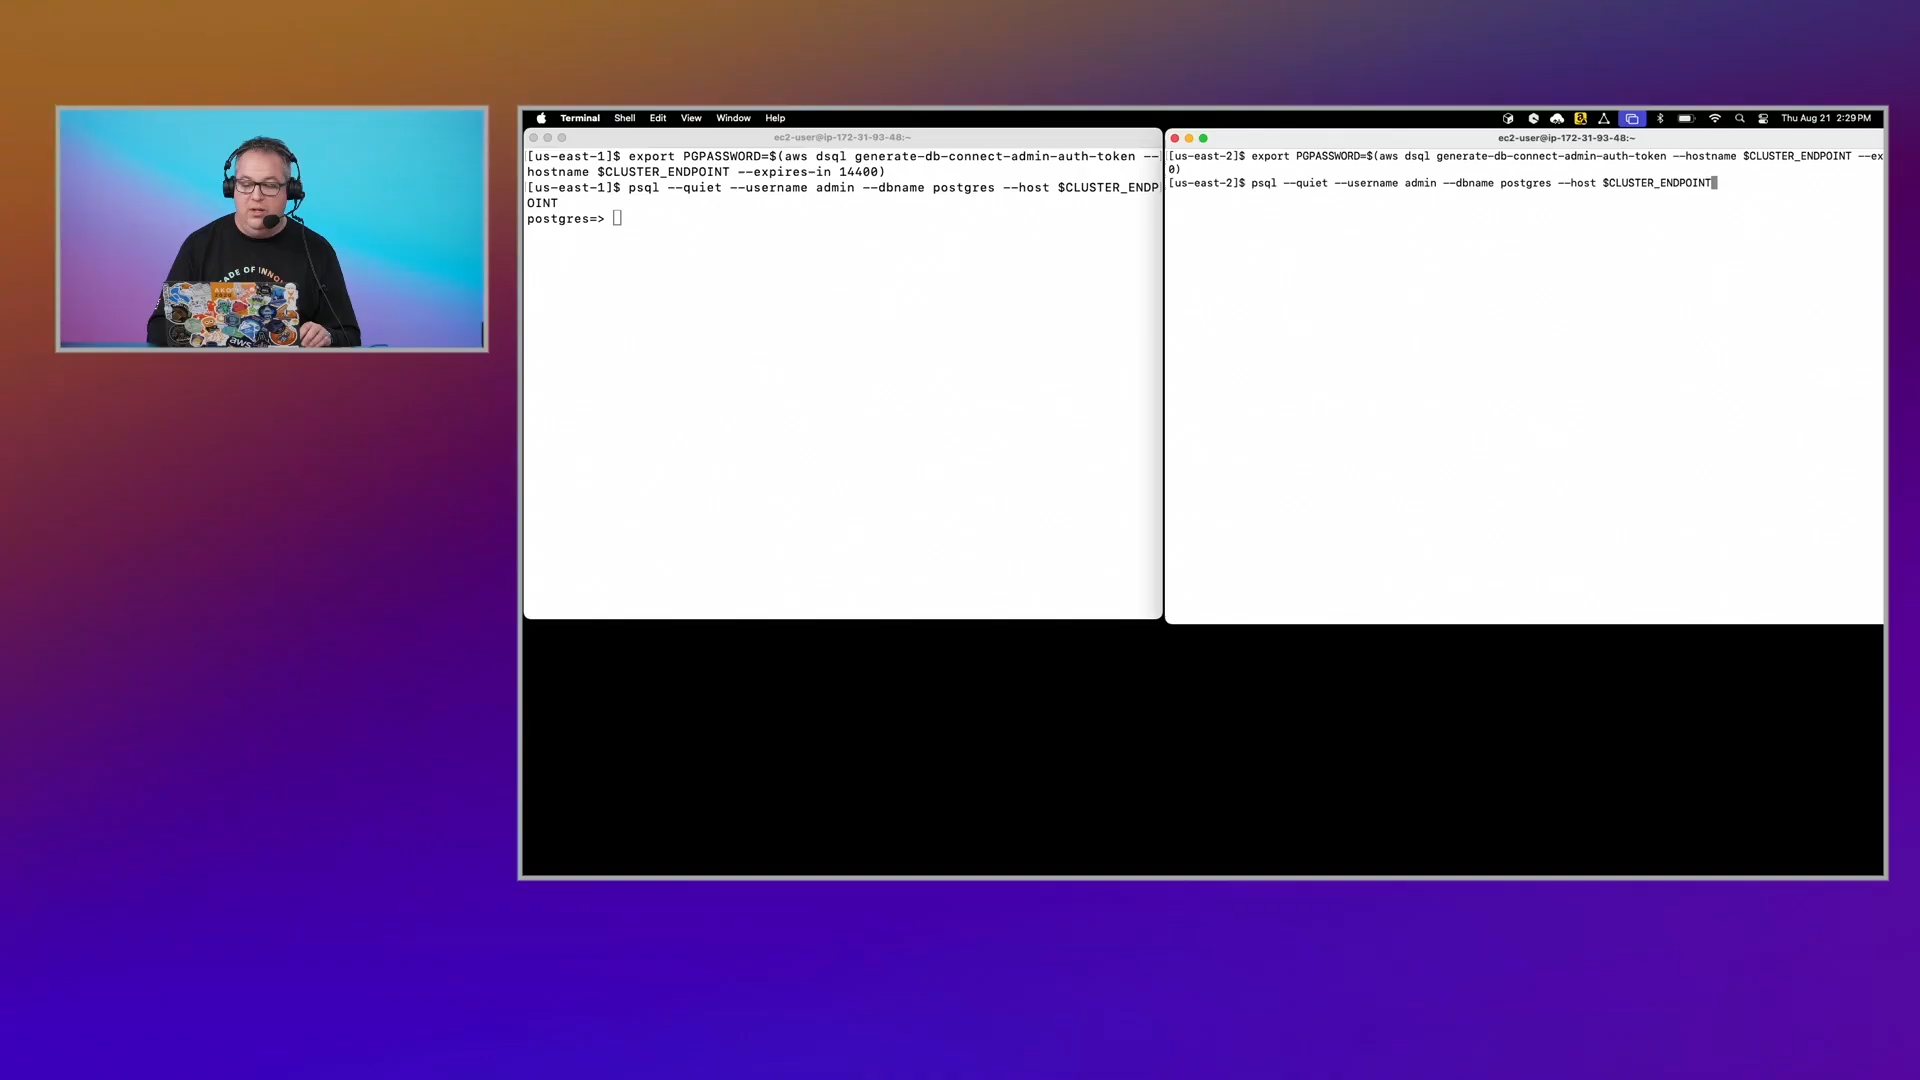 Terminal Shell Edit View Window Help
Thu Aug 21 2:29 PM
ec2-user@ip-172-31-93-48:~
[us-east-1]$ export PGPASSWORD=$(aws dsql generate-db-connect-admin-auth-token --
hostname $CLUSTER_ENDPOINT --expires-in 14400)
[us-east-1]$ psql --quiet --username admin --dbname postgres --host $CLUSTER_ENDP
OINT
postgres=>
ec2-user@ip-172-31-93-48:~
[us-east-2]$ export PGPASSWORD=$(aws dsql generate-db-connect-admin-auth-token --hostname $CLUSTER_ENDPOINT --ex
0)
[us-east-2]$ psql --quiet --username admin --dbname postgres --host $CLUSTER_ENDPOINT
ADE OF INNO
aws